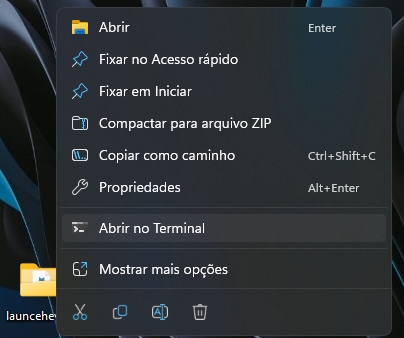 Abrir Enter
Fixar no Acesso rápido
Fixar em Iniciar
Compactar para arquivo ZIP
Copiar como caminho Ctrl+Shift+C
Propriedades Alt+Enter
Abrir no Terminal
Mostrar mais opções